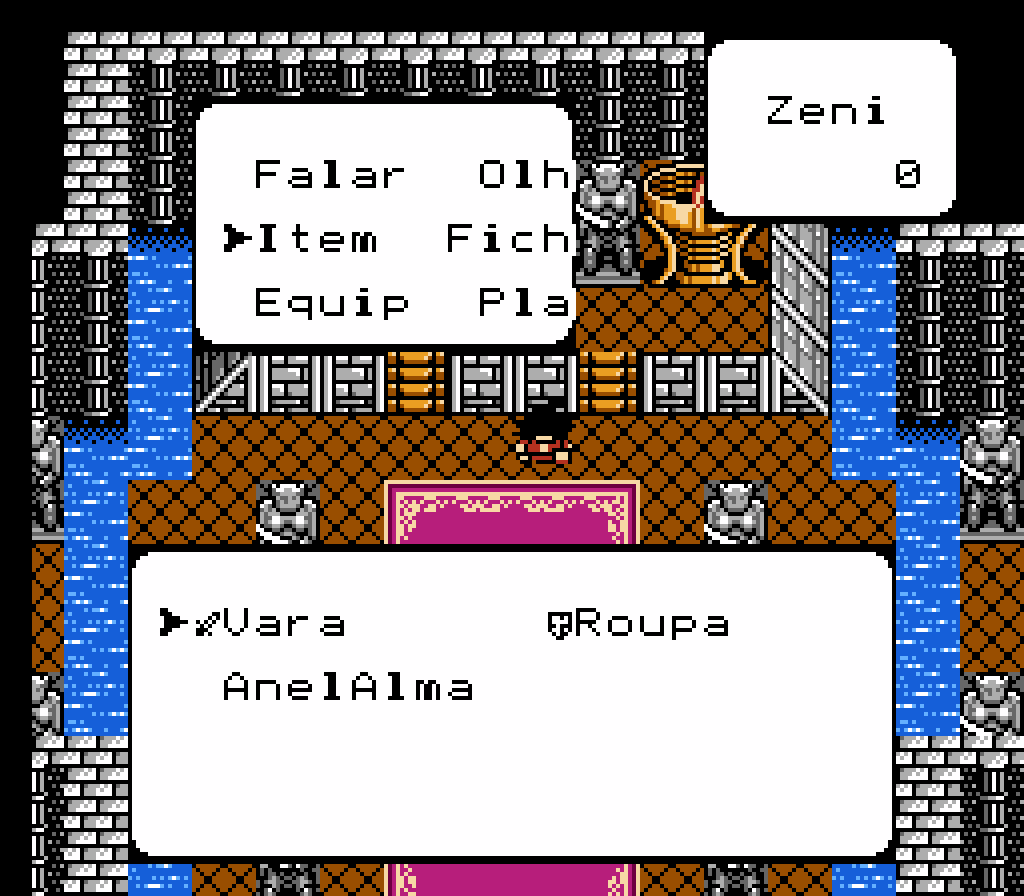 Zeni
0
Falar Olh
Item Fich
Equip Pla
Vara Roupa
AnelAlma